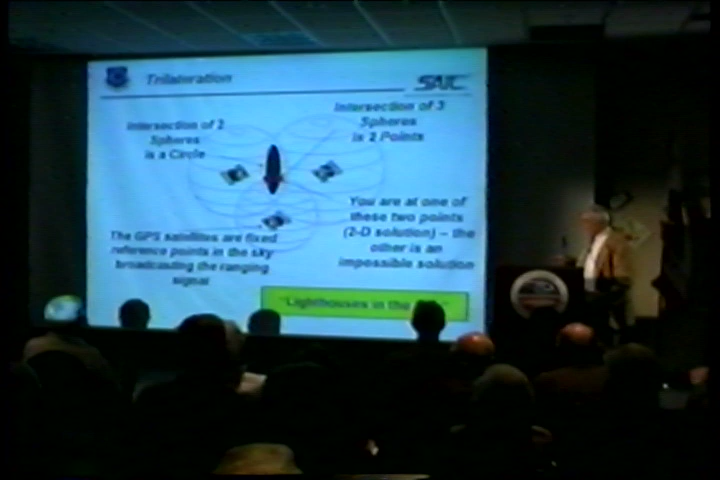 Trilateration
SAIC
Intersection of 2
Spheres
is a Circle
Intersection of 3
Spheres
is 2 Points
You are at one of
these two points
(2-D solution) – the
other is an
impossible solution
The GPS satellites are fixed
reference points in the sky
broadcasting the ranging
signal
"Lighthouses in the